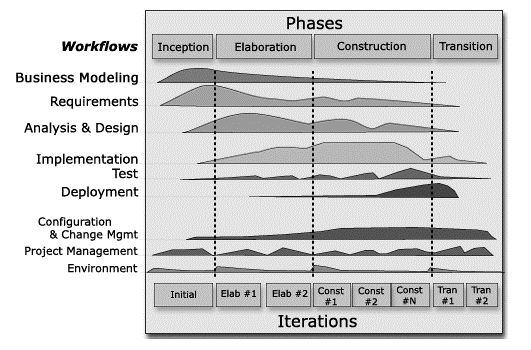 Phases
Workflows
Inception
Elaboration
Construction
Transition
Business Modeling
Requirements
Analysis & Design
Implementation
Test
Deployment
Configuration
& Change Mgmt
Project Management
Environment
Initial
Elab #1
Elab #2
Const
#1
Const
#2
Const
#N
Tran
#1
Tran
#2
Iterations